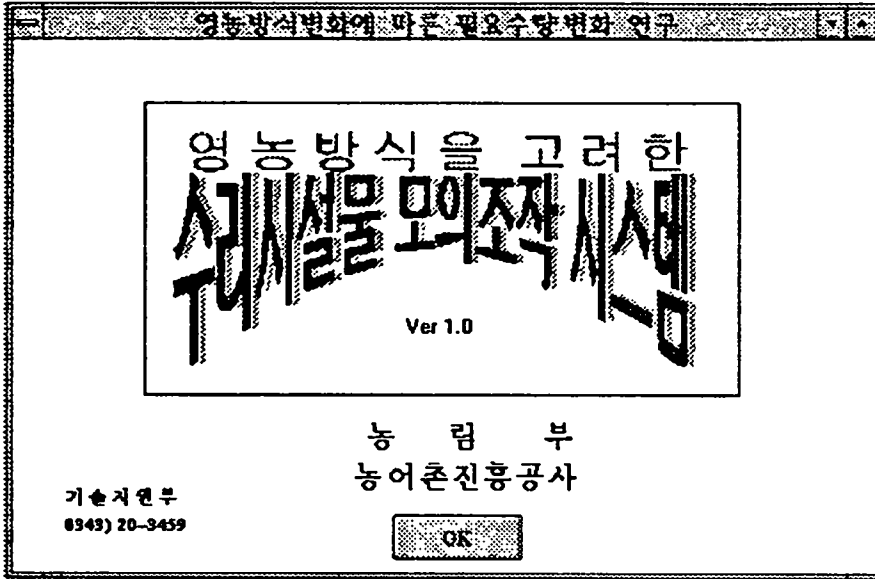 영농방식변화에 따른 필요수량변화 연구
영농방식을 고려한
수리시설물 모의조작 시스템
Ver 1.0
농림부
농어촌진흥공사
기술지원부
0343) 20-3459
OK